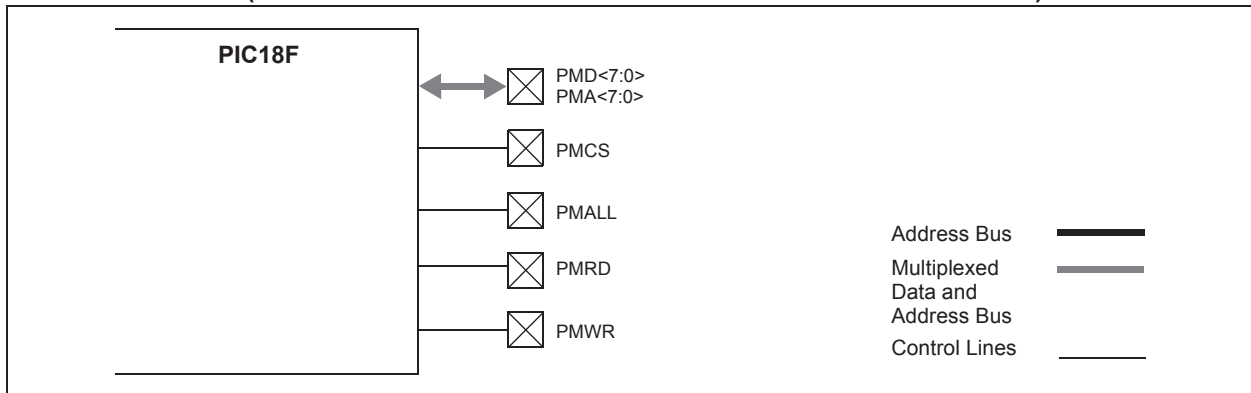 PIC18F
PMD<7:0>
PMA<7:0>
PMCS
PMALL
PMRD
PMWR
Address Bus
Multiplexed
Data and
Address Bus
Control Lines